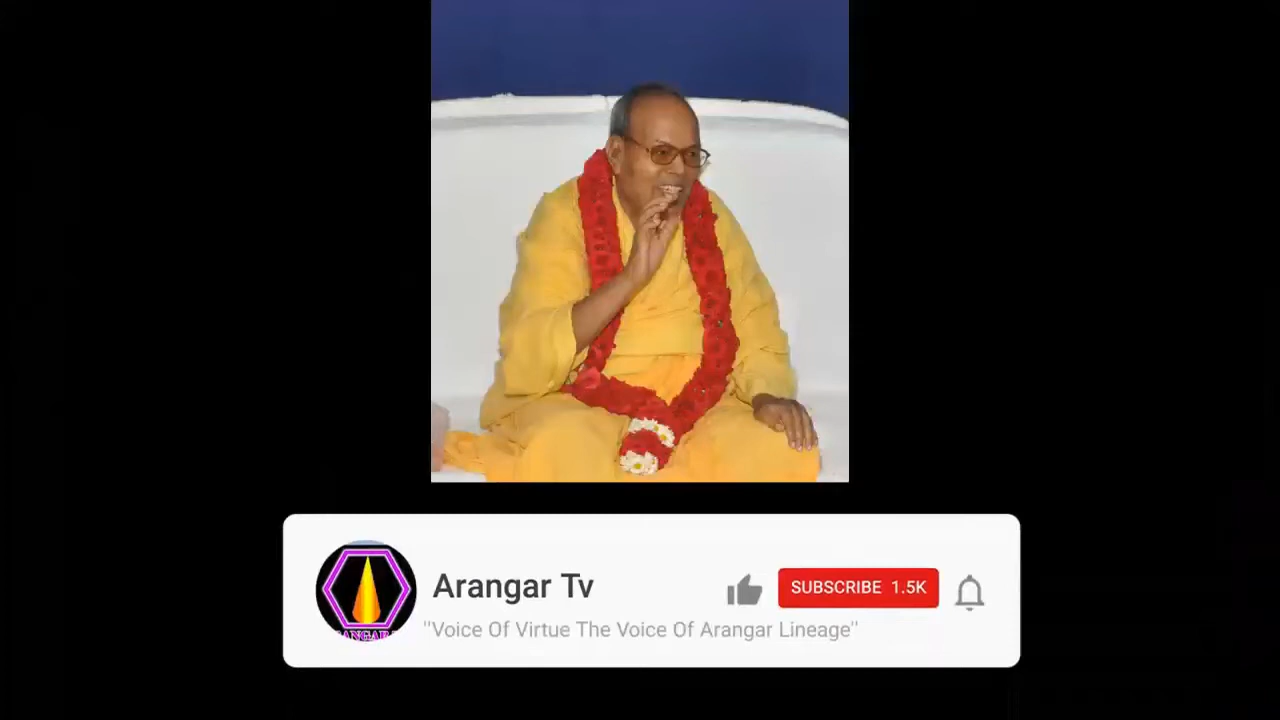 Arangar Tv
SUBSCRIBE 1.5K
"Voice Of Virtue The Voice Of Arangar Lineage"